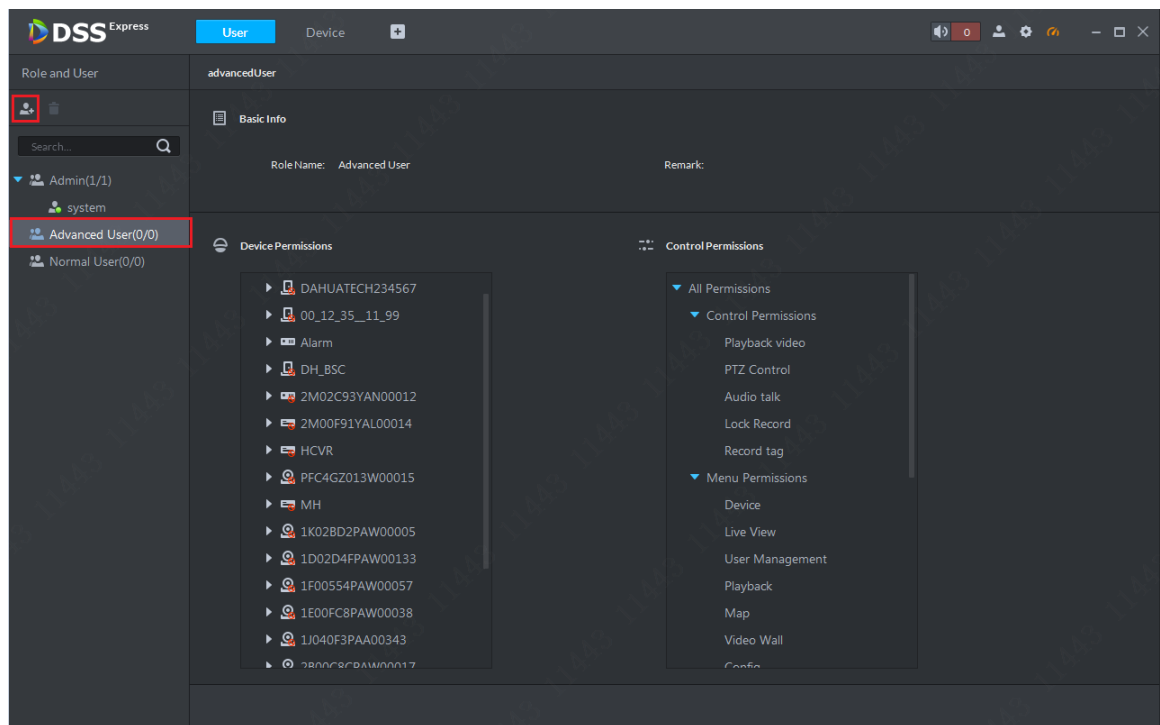 DSS Express
User
Device
0
Role and User
advancedUser
Basic Info
Search...
Role Name: Advanced User
Remark:
Admin(1/1)
system
Advanced User(0/0)
Normal User(0/0)
Device Permissions
Control Permissions
DAHUATECH234567
00_12_35__11_99
Alarm
DH_BSC
2M02C93YAN00012
2M00F91YAL00014
HCVR
PFC4GZ013W00015
MH
1K02BD2PAW00005
1D02D4FPAW00133
1F00554PAW00057
1E00FC8PAW00038
1J040F3PAA00343
2B00C8CPAW00017
All Permissions
Control Permissions
Playback video
PTZ Control
Audio talk
Lock Record
Record tag
Menu Permissions
Device
Live View
User Management
Playback
Map
Video Wall
Config